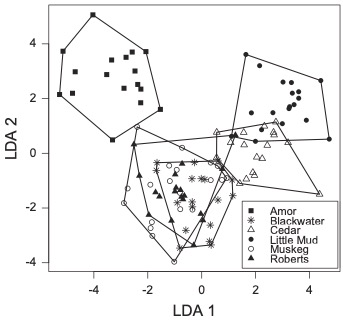 LDA 2
4
2
0
-2
-4
-4
-2
0
2
4
LDA 1
Amor
Blackwater
Cedar
Little Mud
Muskeg
Roberts